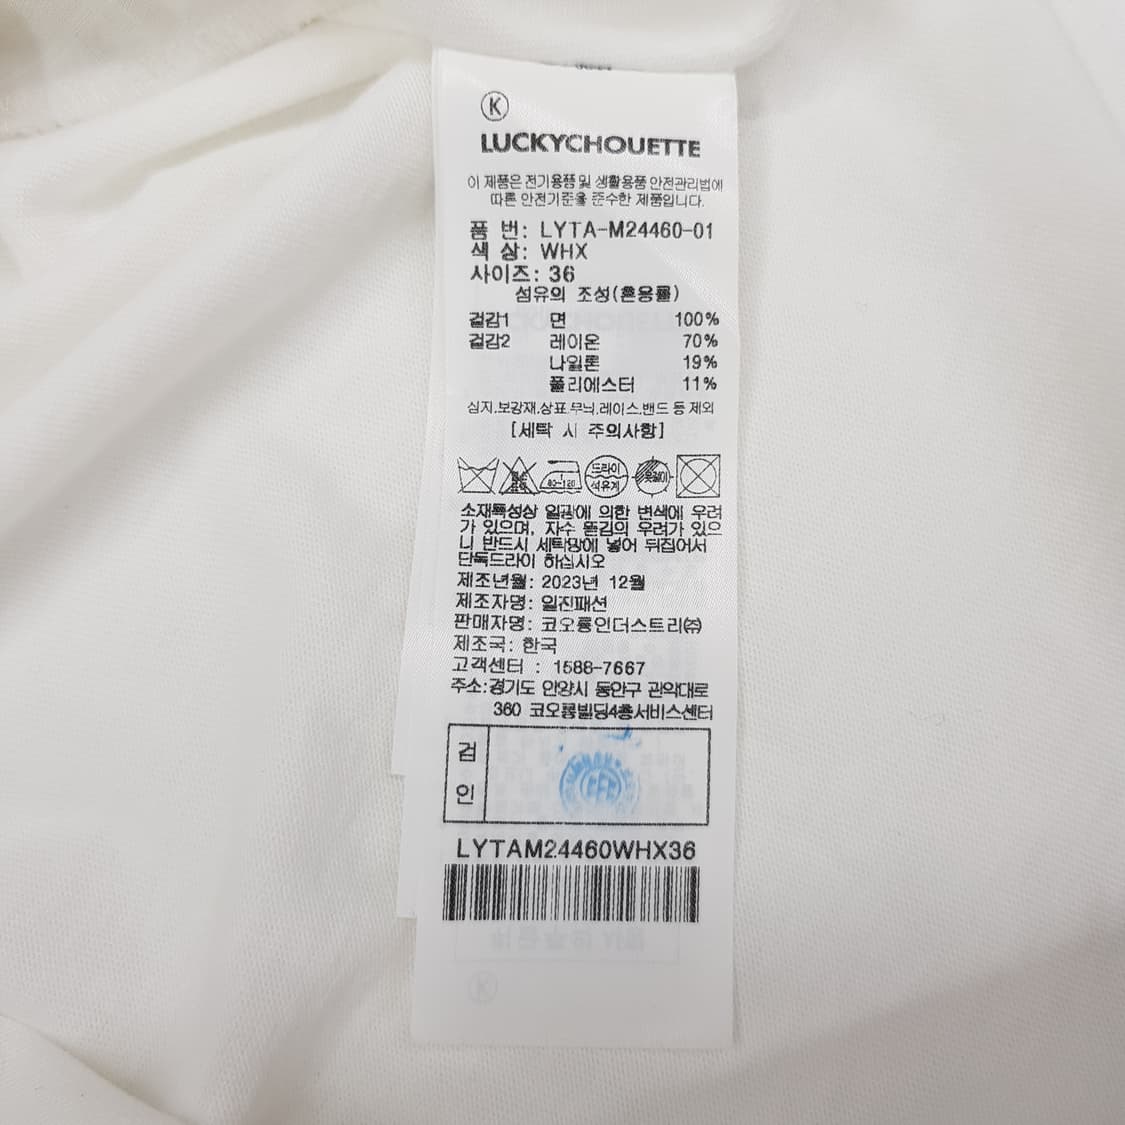 K
LUCKYCHOUETTE
이 제품은 전기용품 및 생활용품 안전관리법에
따른 안전기준을 준수한 제품입니다.
품 번: LYTA-M24460-01
색 상: WHX
사이즈: 36
섬유의 조성(혼용률)
겉감1 면 100%
겉감2 레이온 70%
나일론 19%
폴리에스터 11%
심지,보강재,상표,무늬,레이스,밴드 등 제외
[세탁 시 주의사항]
80~120
드라이
석유계
옷걸이
소재특성상 일광에 의한 변색에 우려
가 있으며, 자수 뜯김의 우려가 있으
니 반드시 세탁망에 넣어 뒤집어서
단독드라이 하십시오
제조년월: 2023년 12월
제조자명: 일진패션
판매자명: 코오롱인더스트리㈜
제조국: 한국
고객센터 : 1588-7667
주소:경기도 안양시 동안구 관악대로
360 코오롱빌딩4층서비스센터
검
인
LYTAM24460WHX36